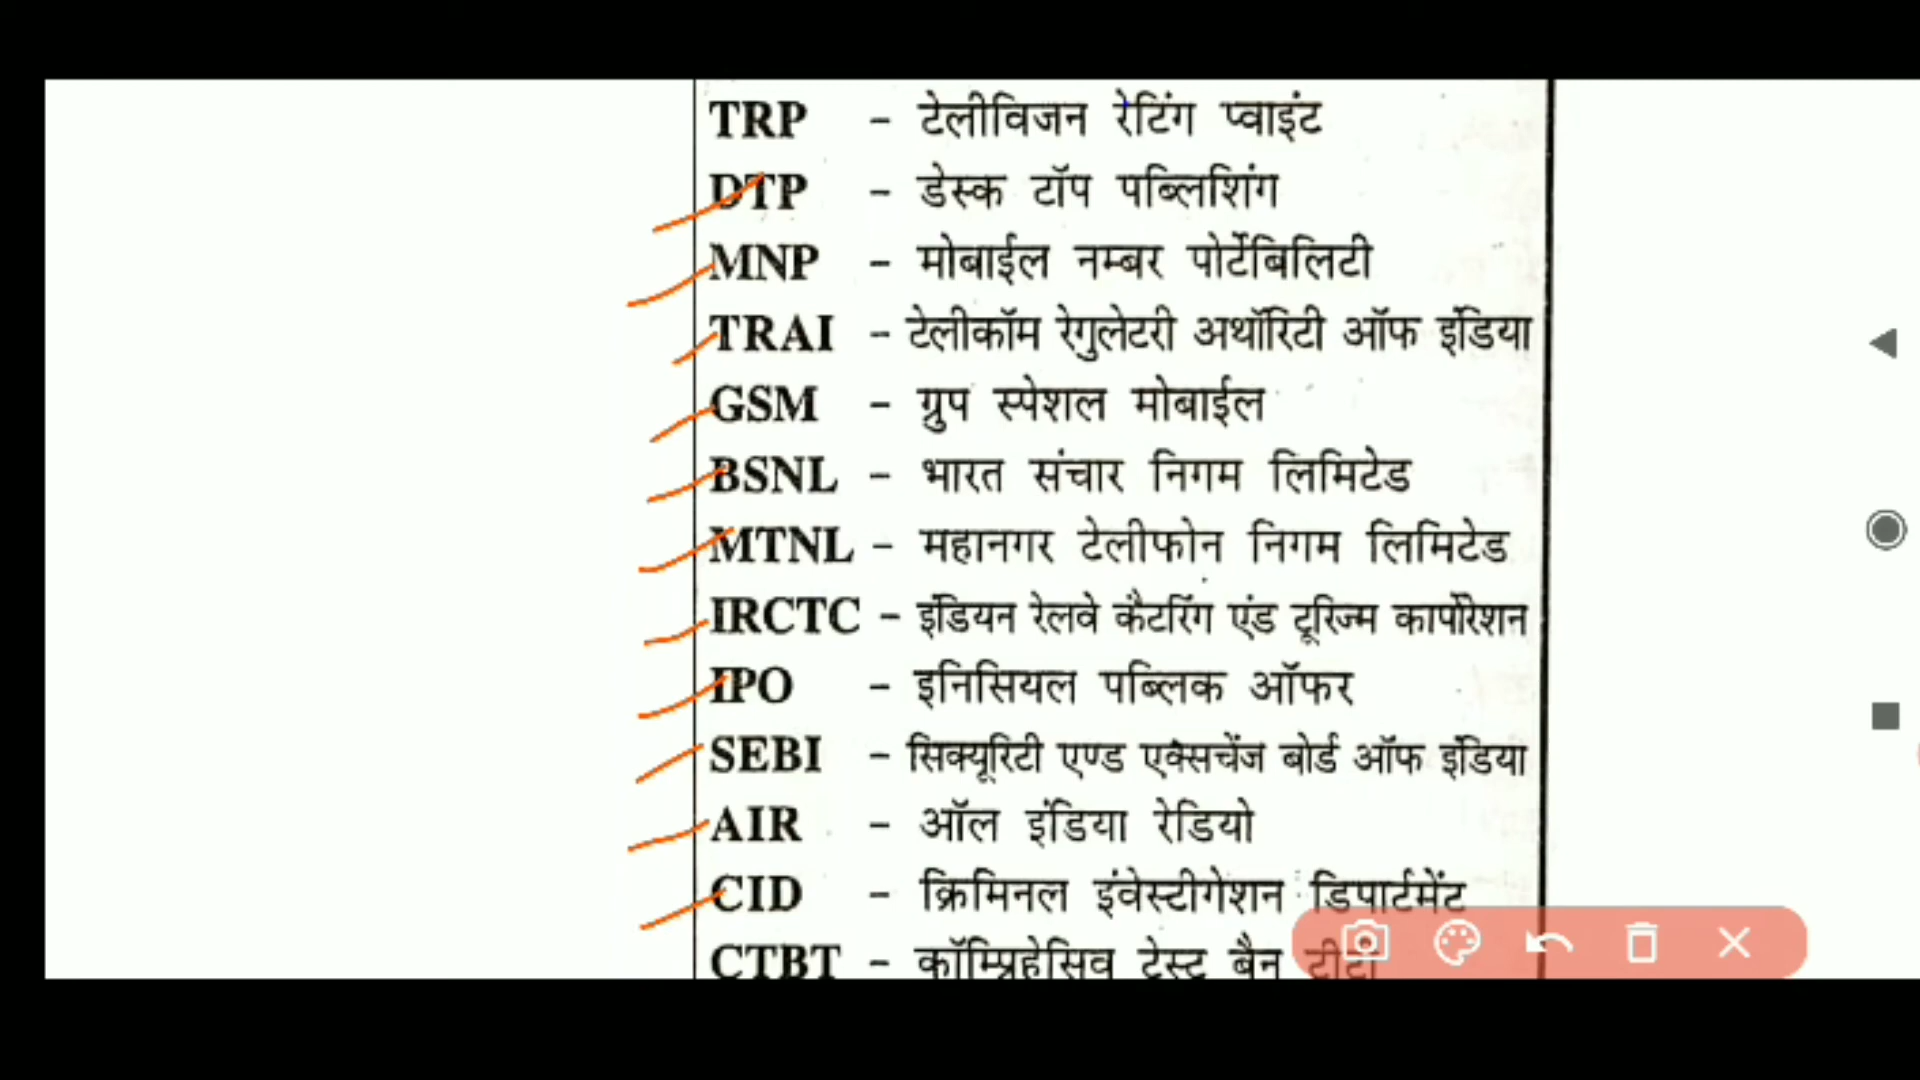 TRP - टेलीविजन रेटिंग प्वाइंट
DTP - डेस्क टॉप पब्लिशिंग
MNP - मोबाईल नम्बर पोर्टेबिलिटी
TRAI - टेलीकॉम रेगुलेटरी अथॉरिटी ऑफ इंडिया
GSM - ग्रुप स्पेशल मोबाईल
BSNL - भारत संचार निगम लिमिटेड
MTNL - महानगर टेलीफोन निगम लिमिटेड
IRCTC - इंडियन रेलवे कैटरिंग एंड टूरिज्म कार्पोरेशन
IPO - इनिसियल पब्लिक ऑफर
SEBI - सिक्यूरिटी एण्ड एक्सचेंज बोर्ड ऑफ इंडिया
AIR - ऑल इंडिया रेडियो
CID - क्रिमिनल इंवेस्टीगेशन डिपार्टमेंट
CTBT - कॉम्प्रिहेसिव टेस्ट बैन